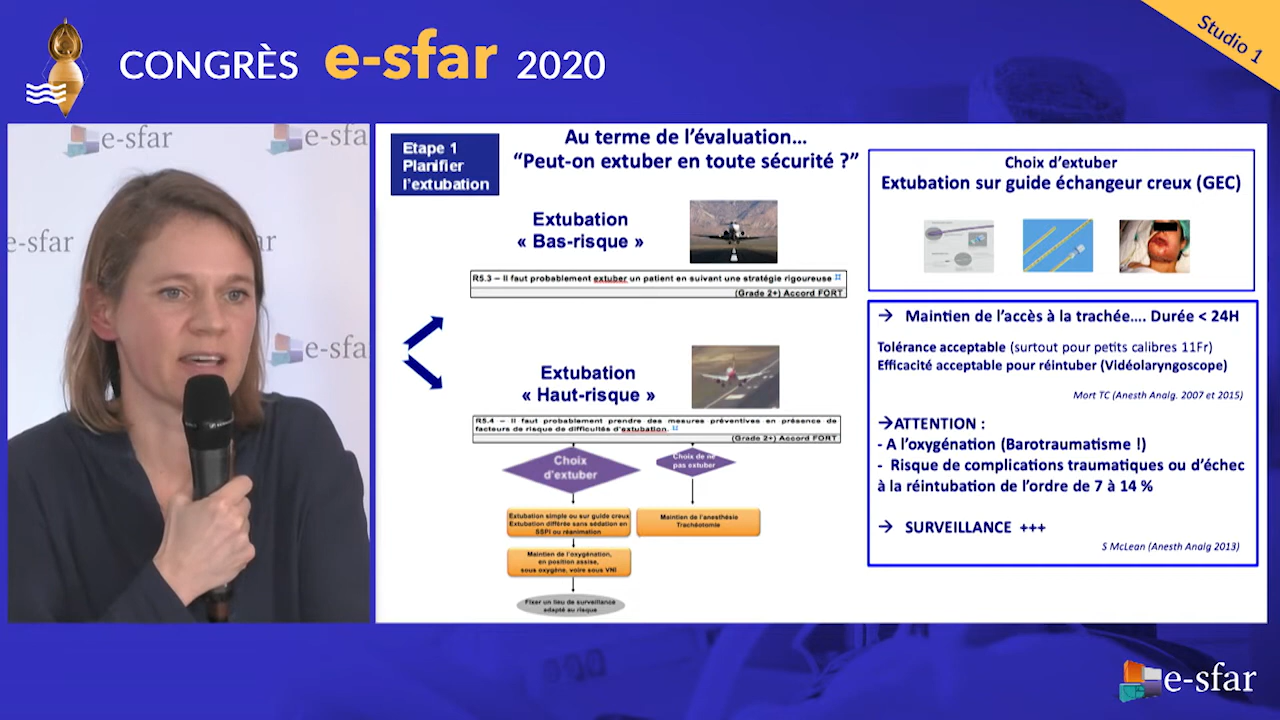 CONGRÈS e-sfar 2020
Studio 1
e-sfar
e-sfa
e-sfar
ar
e-sfa
Etape 1
Planifier
l'extubation
Au terme de l'évaluation…
"Peut-on extuber en toute sécurité ?"
Extubation
« Bas-risque »
R5.3 – Il faut probablement extuber un patient en suivant une stratégie rigoureuse
(Grade 2+) Accord FORT
Extubation
« Haut-risque »
R5.4 – Il faut probablement prendre des mesures préventives en présence de
facteurs de risque de difficultés d'extubation.
(Grade 2+) Accord FORT
Choix
d'extuber
Choix de ne
pas extuber
Extubation simple ou sur guide creux
Extubation différée sans sédation en
SSPI ou réanimation
Maintien de l'anesthésie
Trachéotomie
Maintien de l'oxygénation,
en position assise,
sous oxygène, voire sous VNI
Fixer un lieu de surveillance
adapté au risque
Choix d'extuber
Extubation sur guide échangeur creux (GEC)
→ Maintien de l'accès à la trachée…. Durée < 24H
Tolérance acceptable (surtout pour petits calibres 11Fr)
Efficacité acceptable pour réintuber (Vidéolaryngoscope)
Mort TC (Anesth Analg. 2007 et 2015)
→ATTENTION :
- A l'oxygénation (Barotraumatisme !)
- Risque de complications traumatiques ou d'échec
à la réintubation de l'ordre de 7 à 14 %
→ SURVEILLANCE +++
S McLean (Anesth Analg 2013)
e-sfar